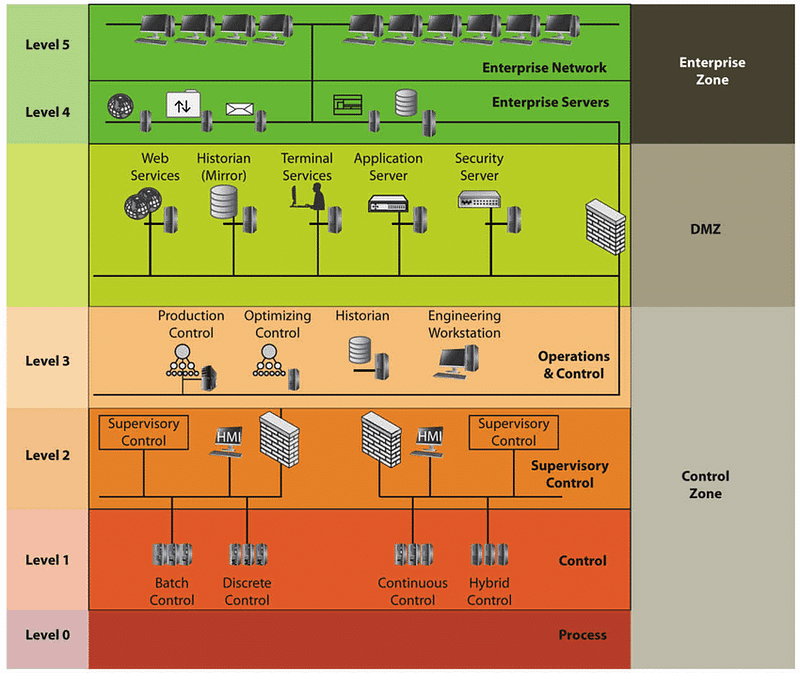 Level 5
Enterprise Network
Enterprise
Zone
Level 4
Enterprise Servers
Web
Services
Historian
(Mirror)
Terminal
Services
Application
Server
Security
Server
DMZ
Level 3
Production
Control
Optimizing
Control
Historian
Engineering
Workstation
Operations
& Control
Level 2
Supervisory
Control
HMI
HMI
Supervisory
Control
Supervisory
Control
Control
Zone
Level 1
Batch
Control
Discrete
Control
Continuous
Control
Hybrid
Control
Control
Level 0
Process